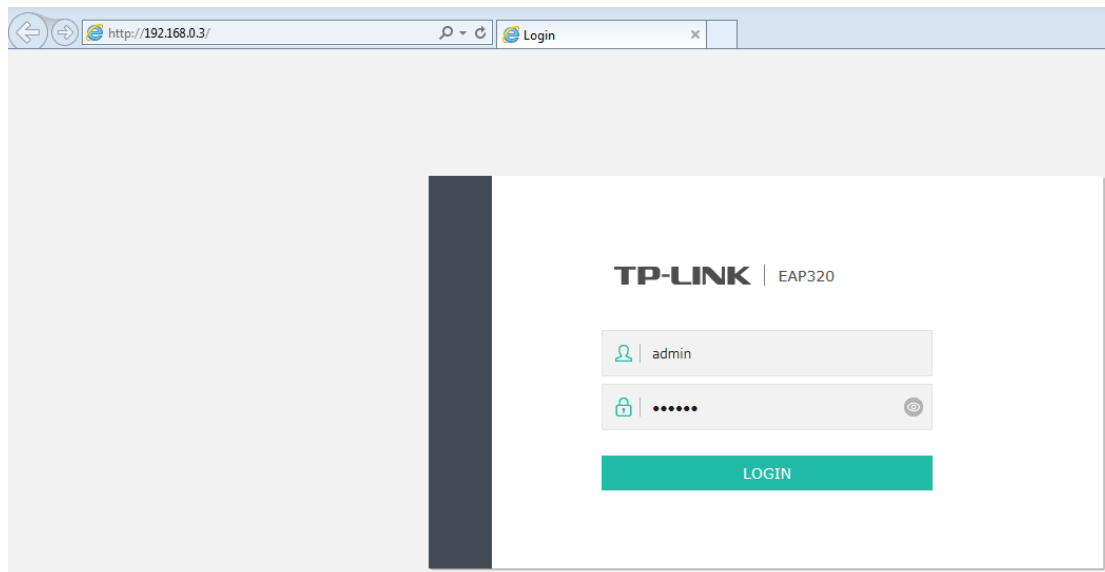 http://192.168.0.3/
Login
TP-LINK EAP320
admin
••••••
LOGIN